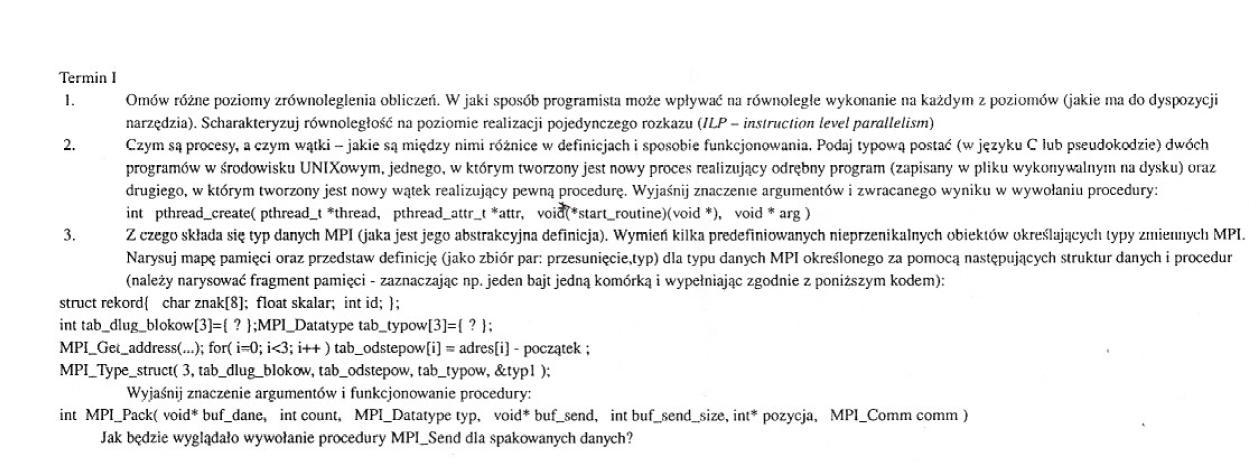 Termin I
1. Omów różne poziomy zrównoleglenia obliczeń. W jaki sposób programista może wpływać na równoległe wykonanie na każdym z poziomów (jakie ma do dyspozycji
narzędzia). Scharakteryzuj równoległość na poziomie realizacji pojedynczego rozkazu (ILP – instruction level parallelism)
2. Czym są procesy, a czym wątki – jakie są między nimi różnice w definicjach i sposobie funkcjonowania. Podaj typową postać (w języku C lub pseudokodzie) dwóch
programów w środowisku UNIXowym, jednego, w którym tworzony jest nowy proces realizujący odrębny program (zapisany w pliku wykonywalnym na dysku) oraz
drugiego, w którym tworzony jest nowy wątek realizujący pewną procedurę. Wyjaśnij znaczenie argumentów i zwracanego wyniku w wywołaniu procedury:
int pthread_create( pthread_t *thread, pthread_attr_t *attr, void(*start_routine)(void *), void * arg )
3. Z czego składa się typ danych MPI (jaka jest jego abstrakcyjna definicja). Wymień kilka predefiniowanych nieprzenikalnych obiektów określających typy zmiennych MPI.
Narysuj mapę pamięci oraz przedstaw definicję (jako zbiór par: przesunięcie,typ) dla typu danych MPI określonego za pomocą następujących struktur danych i procedur
(należy narysować fragment pamięci - zaznaczając np. jeden bajt jedną komórką i wypełniając zgodnie z poniższym kodem):
struct rekord{ char znak[8]; float skalar; int id; };
int tab_dlug_blokow[3]={ ? };MPI_Datatype tab_typow[3]={ ? };
MPI_Get_address(...); for( i=0; i<3; i++ ) tab_odstepow[i] = adres[i] - początek ;
MPI_Type_struct( 3, tab_dlug_blokow, tab_odstepow, tab_typow, &typ1 );
Wyjaśnij znaczenie argumentów i funkcjonowanie procedury:
int MPI_Pack( void* buf_dane, int count, MPI_Datatype typ, void* buf_send, int buf_send_size, int* pozycja, MPI_Comm comm )
Jak będzie wyglądało wywołanie procedury MPI_Send dla spakowanych danych?